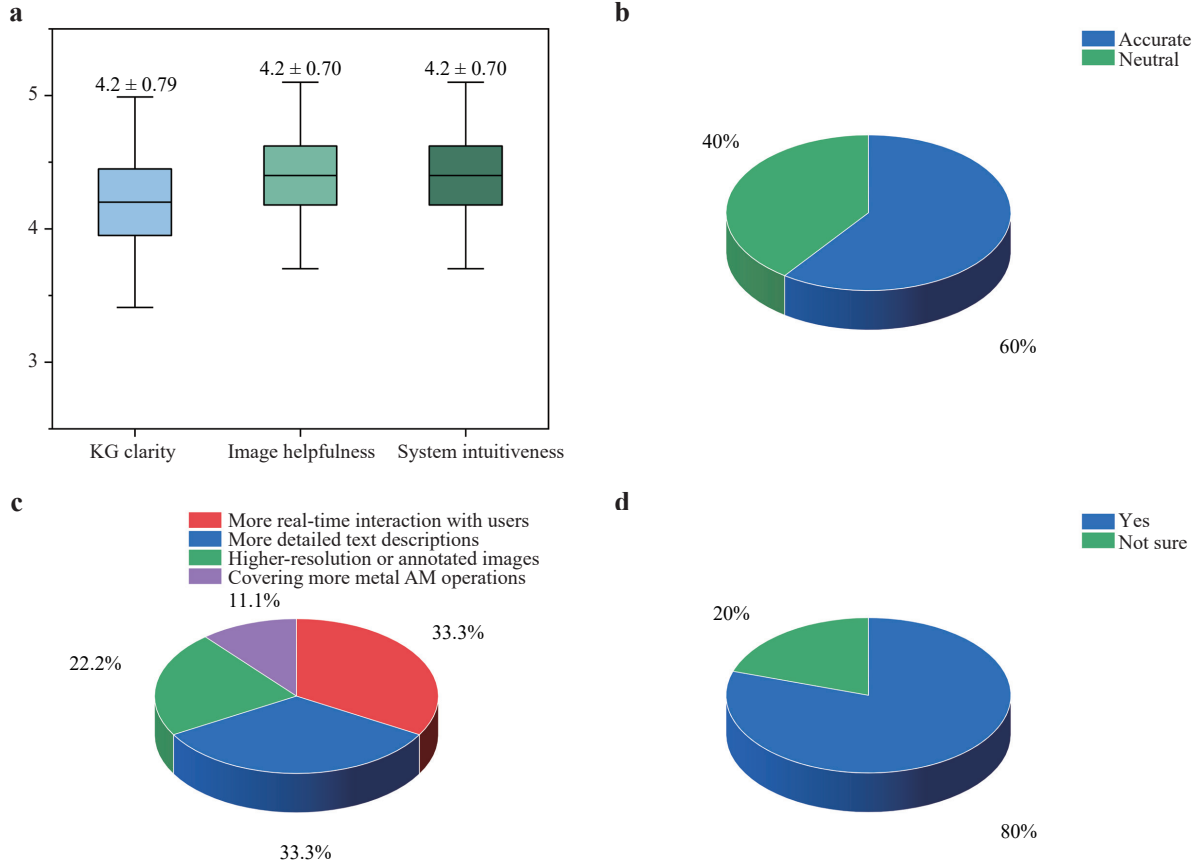 a
4.2 ± 0.79
4.2 ± 0.70
4.2 ± 0.70
5
4
3
KG clarity
Image helpfulness
System intuitiveness
b
Accurate
Neutral
40%
60%
c
More real-time interaction with users
More detailed text descriptions
Higher-resolution or annotated images
Covering more metal AM operations
11.1%
33.3%
22.2%
33.3%
d
Yes
Not sure
20%
80%